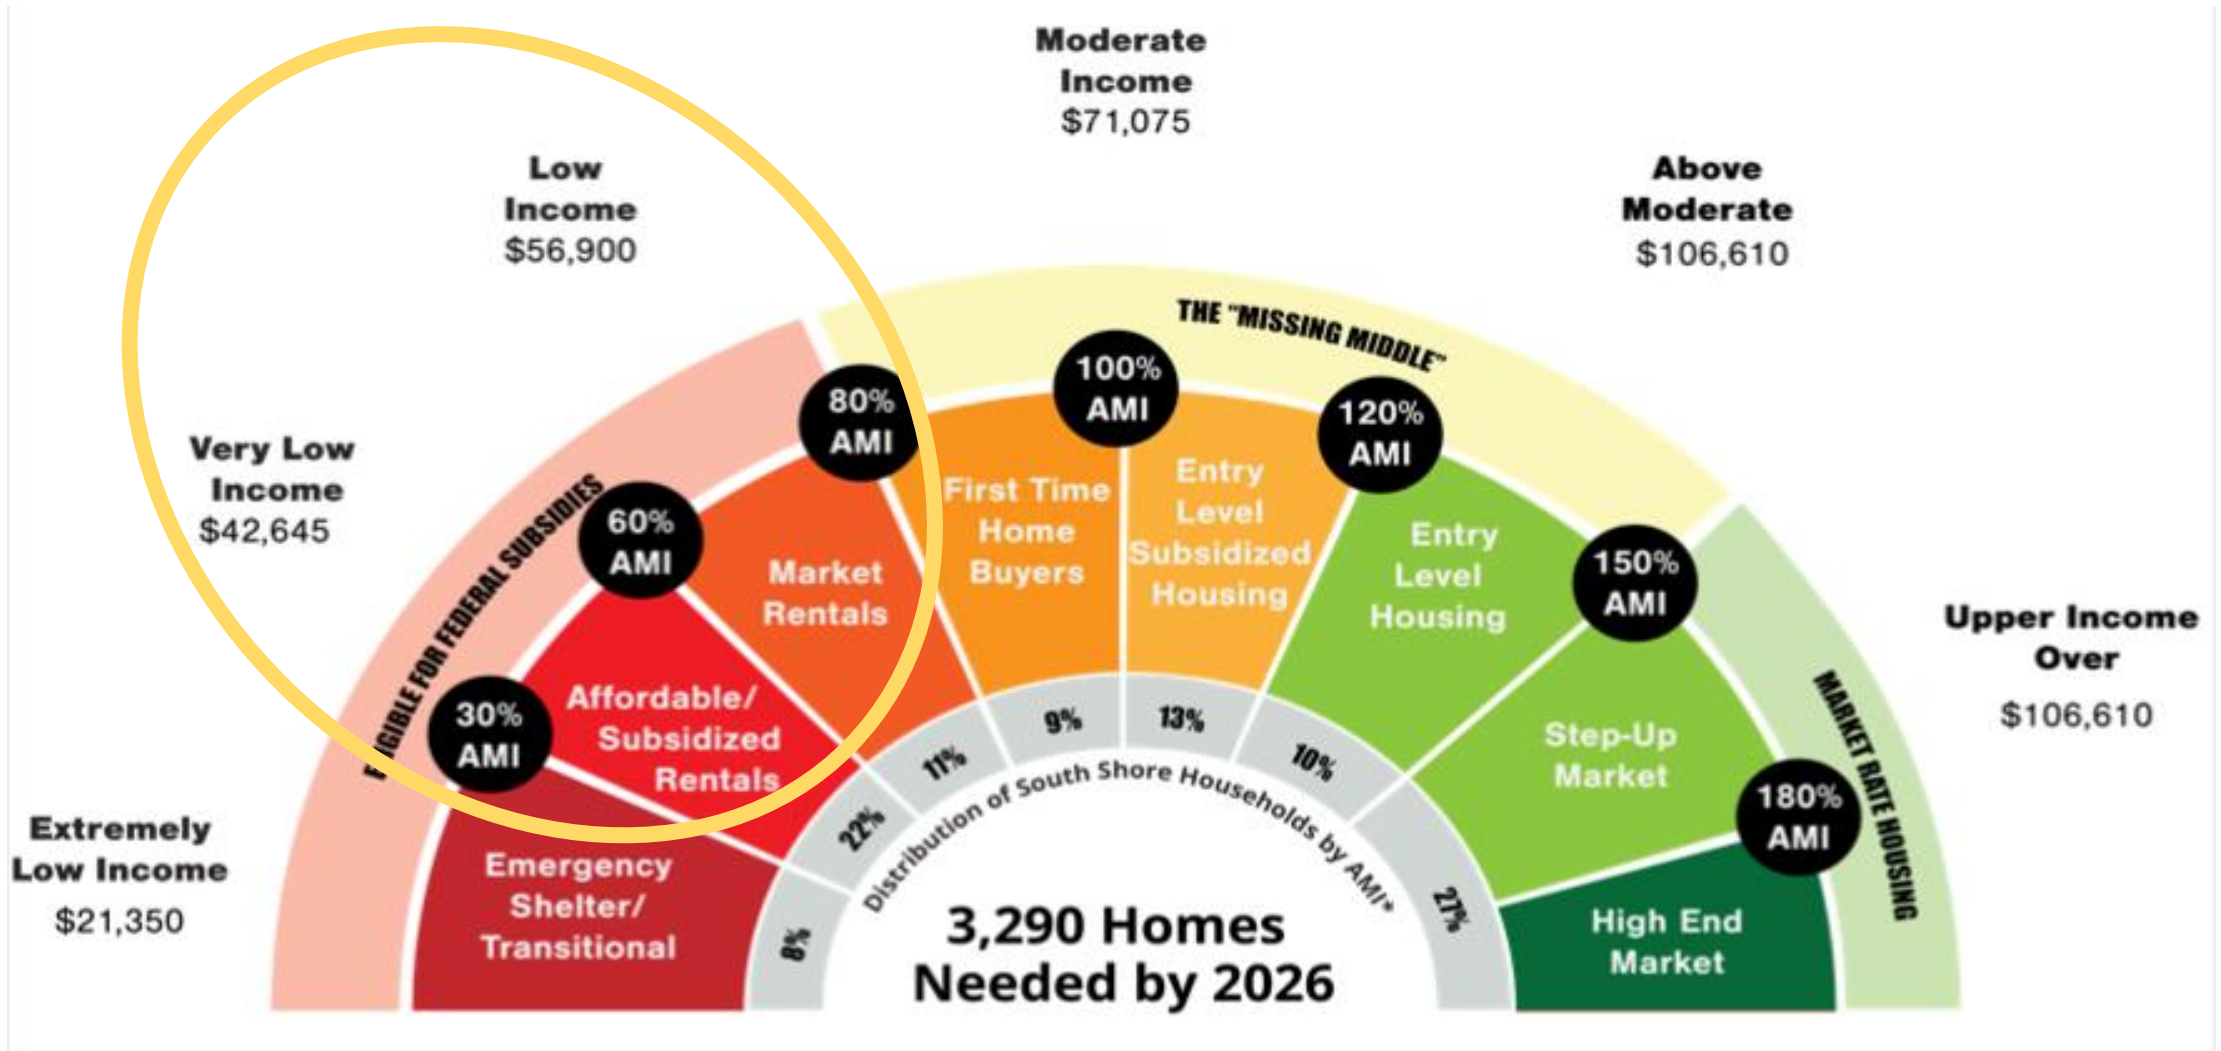 Moderate
Income
$71,075
Low
Income
$56,900
Above
Moderate
$106,610
Very Low
Income
$42,645
Upper Income
Over
$106,610
Extremely
Low Income
$21,350
ELIGIBLE FOR FEDERAL SUBSIDIES
THE "MISSING MIDDLE"
MARKET RATE HOUSING
30%
AMI
60%
AMI
80%
AMI
100%
AMI
120%
AMI
150%
AMI
180%
AMI
Emergency
Shelter/
Transitional
Affordable/
Subsidized
Rentals
Market
Rentals
First Time
Home
Buyers
Entry
Level
Subsidized
Housing
Entry
Level
Housing
Step-Up
Market
High End
Market
8%
22%
11%
9%
13%
10%
27%
Distribution of South Shore Households by AMI*
3,290 Homes
Needed by 2026